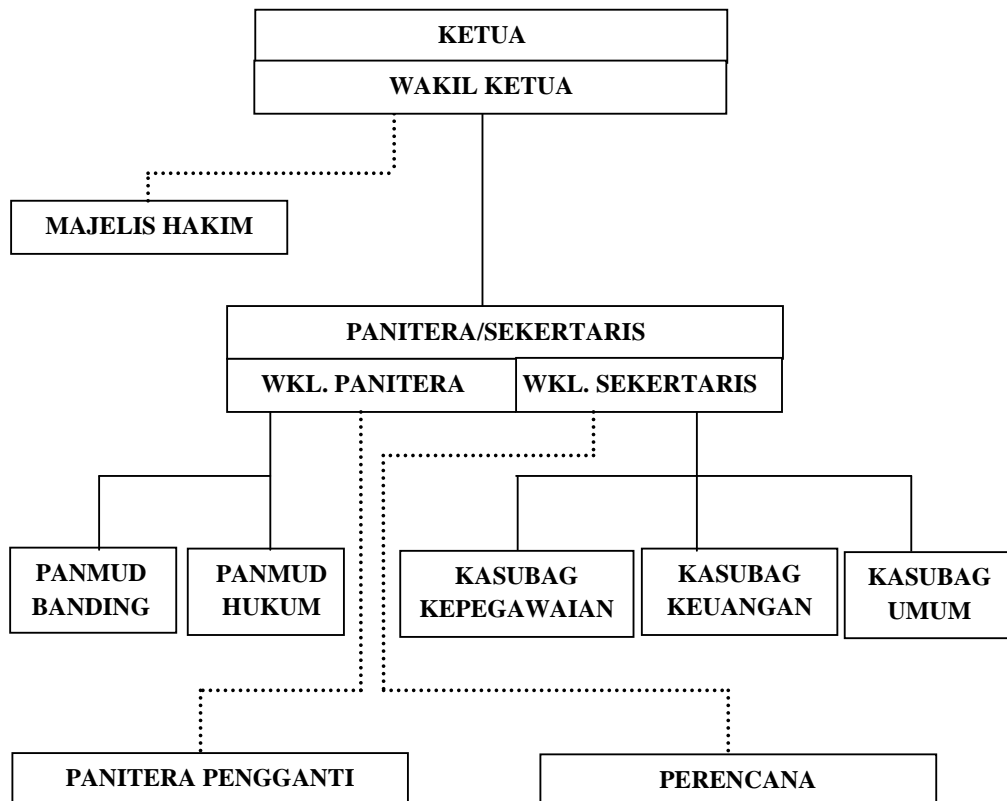 KETUA
WAKIL KETUA
MAJELIS HAKIM
PANITERA/SEKERTARIS
WKL. PANITERA
WKL. SEKERTARIS
PANMUD
BANDING
PANMUD
HUKUM
KASUBAG
KEPEGAWAIAN
KASUBAG
KEUANGAN
KASUBAG
UMUM
PANITERA PENGGANTI
PERENCANA